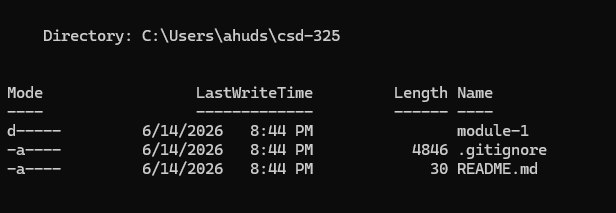 Directory: C:\Users\ahuds\csd-325
Mode LastWriteTime Length Name
---- ------------- ------ ----
d----- 6/14/2026 8:44 PM module-1
-a---- 6/14/2026 8:44 PM 4846 .gitignore
-a---- 6/14/2026 8:44 PM 30 README.md